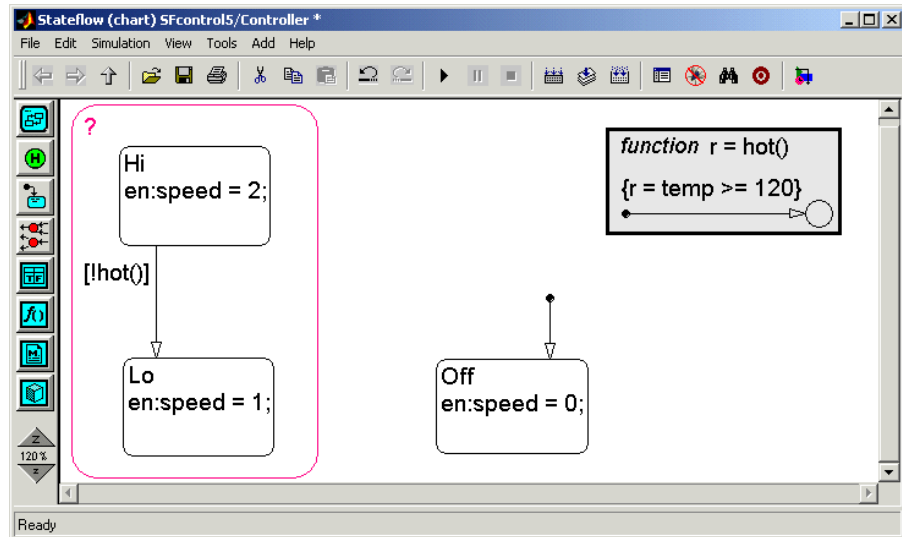 Stateflow (chart) SFcontrol5/Controller *
File Edit Simulation View Tools Add Help
?
Hi
en:speed = 2;
[!hot()]
Lo
en:speed = 1;
function r = hot()
{r = temp >= 120}
Off
en:speed = 0;
H
TF
f()
M
Z
120 %
z
Ready